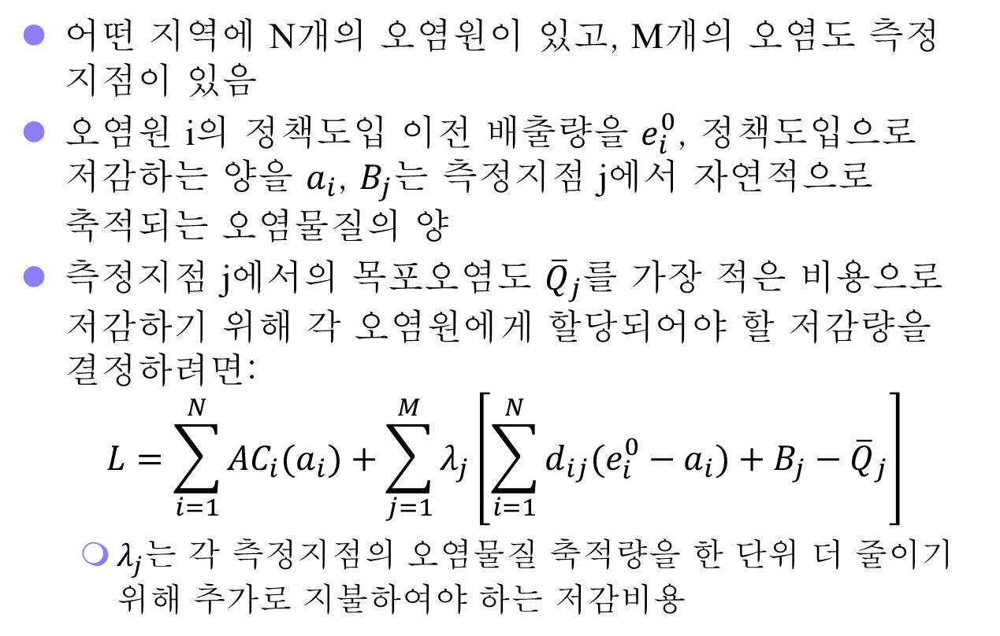 어떤 지역에 N개의 오염원이 있고, M개의 오염도 측정
지점이 있음
오염원 i의 정책도입 이전 배출량을 $e_i^0$, 정책도입으로
저감하는 양을 $a_i$, $B_j$는 측정지점 j에서 자연적으로
축적되는 오염물질의 양
측정지점 j에서의 목포오염도 $\bar{Q}_j$를 가장 적은 비용으로
저감하기 위해 각 오염원에게 할당되어야 할 저감량을
결정하려면:
$L = \sum_{i=1}^{N} AC_i(a_i) + \sum_{j=1}^{M} \lambda_j \left[ \sum_{i=1}^{N} d_{ij}(e_i^0 - a_i) + B_j - \bar{Q}_j \right]$
$\lambda_j$는 각 측정지점의 오염물질 축적량을 한 단위 더 줄이기
위해 추가로 지불하여야 하는 저감비용